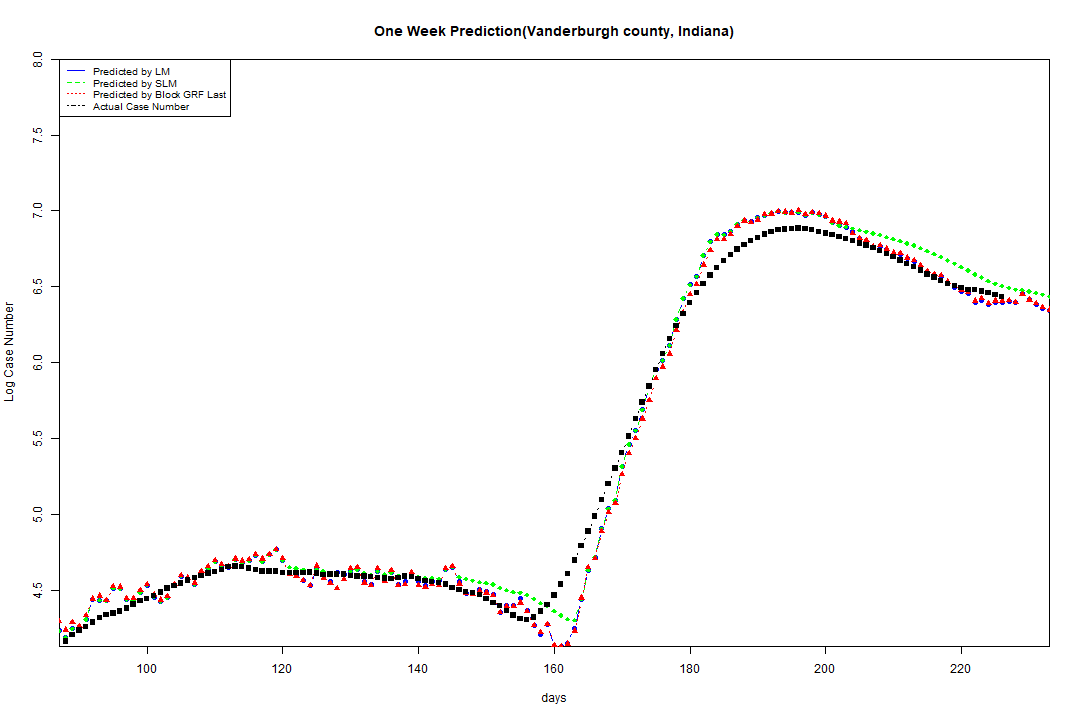 One Week Prediction(Vanderburgh county, Indiana)
Predicted by LM
Predicted by SLM
Predicted by Block GRF Last
Actual Case Number
8.0
7.5
7.0
6.5
6.0
5.5
5.0
4.5
Log Case Number
100 120 140 160 180 200 220
days